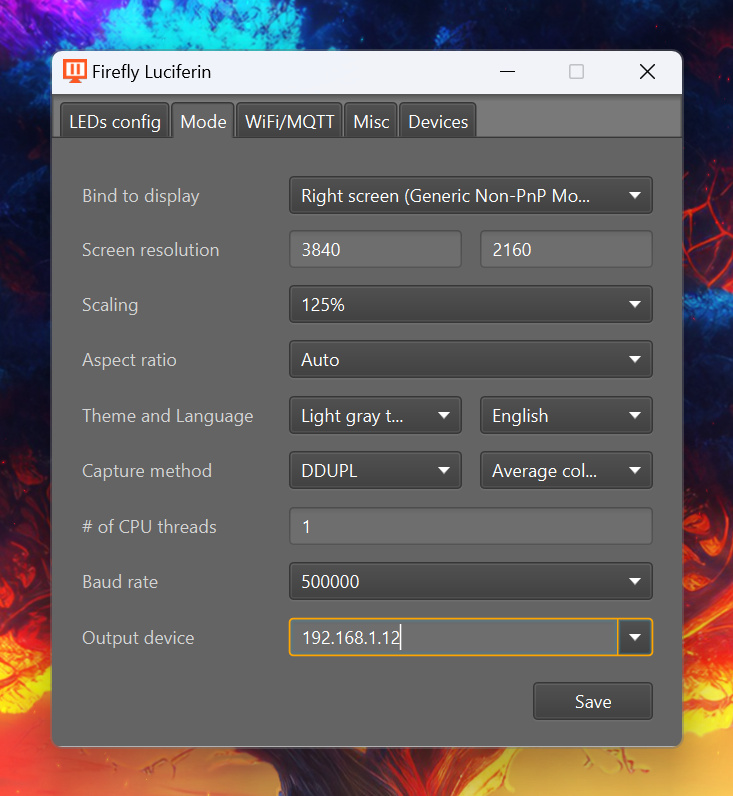 Firefly Luciferin
LEDs config Mode WiFi/MQTT Misc Devices
Bind to display Right screen (Generic Non-PnP Mo...
Screen resolution 3840 2160
Scaling 125%
Aspect ratio Auto
Theme and Language Light gray t... English
Capture method DDUPL Average col...
# of CPU threads 1
Baud rate 500000
Output device 192.168.1.12
Save